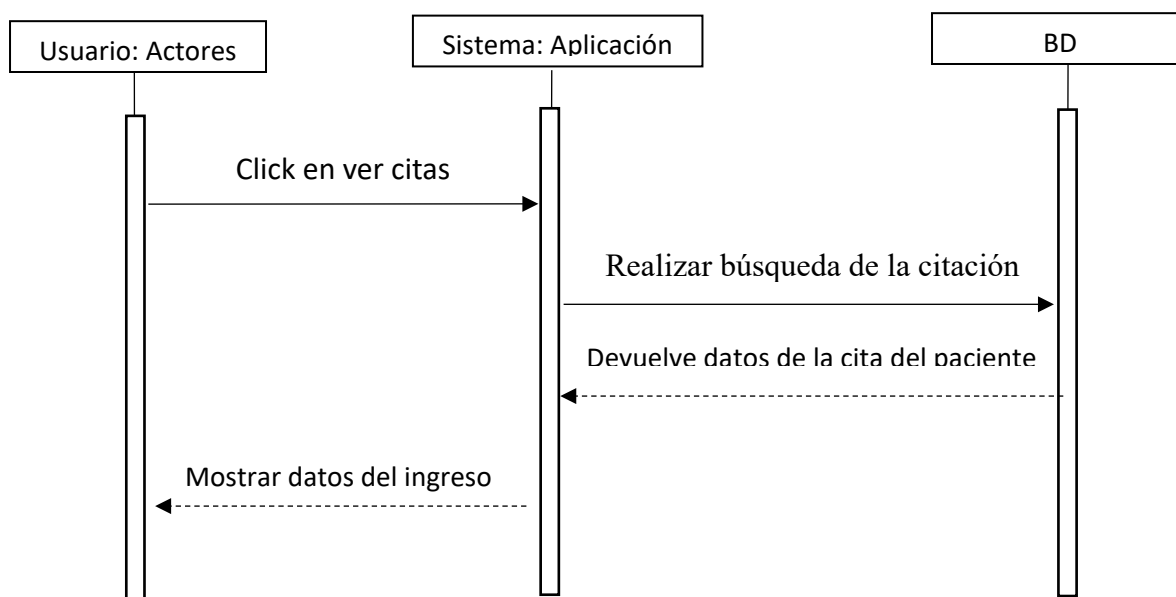 Usuario: Actores
Sistema: Aplicación
BD
Click en ver citas
Realizar búsqueda de la citación
Devuelve datos de la cita del paciente
Mostrar datos del ingreso